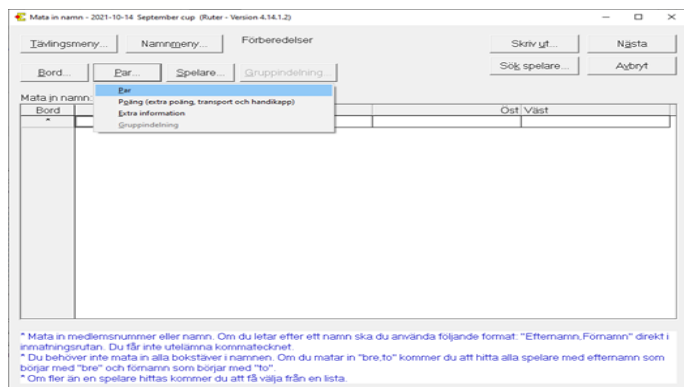 Mata in namn - 2021-10-14 September cup (Ruter - Version 4.14.1.2)
Tävlingsmeny... Namnmeny... Förberedelser Skriv ut... Nästa
Bord... Par... Spelare... Gruppindelning... Sök spelare... Avbryt
Mata in namn:
Par
Poäng (extra poäng, transport och handikapp)
Extra information
Gruppindelning
Bord Öst Väst
*
* Mata in medlemsnummer eller namn. Om du letar efter ett namn ska du använda följande format: "Efternamn,Förnamn" direkt i
inmatningsrutan. Du får inte utelämna kommatecknet.
* Du behöver inte mata in alla bokstäver i namnen. Om du matar in "bre,to" kommer du att hitta alla spelare med efternamn som
börjar med "bre" och förnamn som börjar med "to".
* Om fler än en spelare hittas kommer du att få välja från en lista.